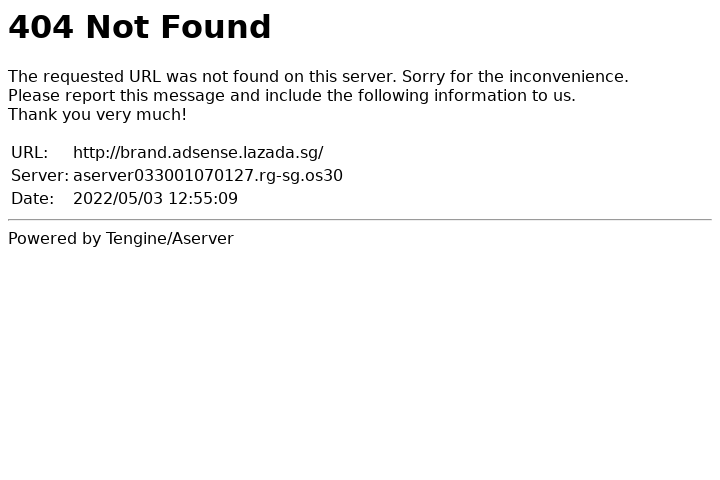 404 Not Found
The requested URL was not found on this server. Sorry for the inconvenience.
Please report this message and include the following information to us.
Thank you very much!
URL: http://brand.adsense.lazada.sg/
Server: aserver033001070127.rg-sg.os30
Date: 2022/05/03 12:55:09
Powered by Tengine/Aserver